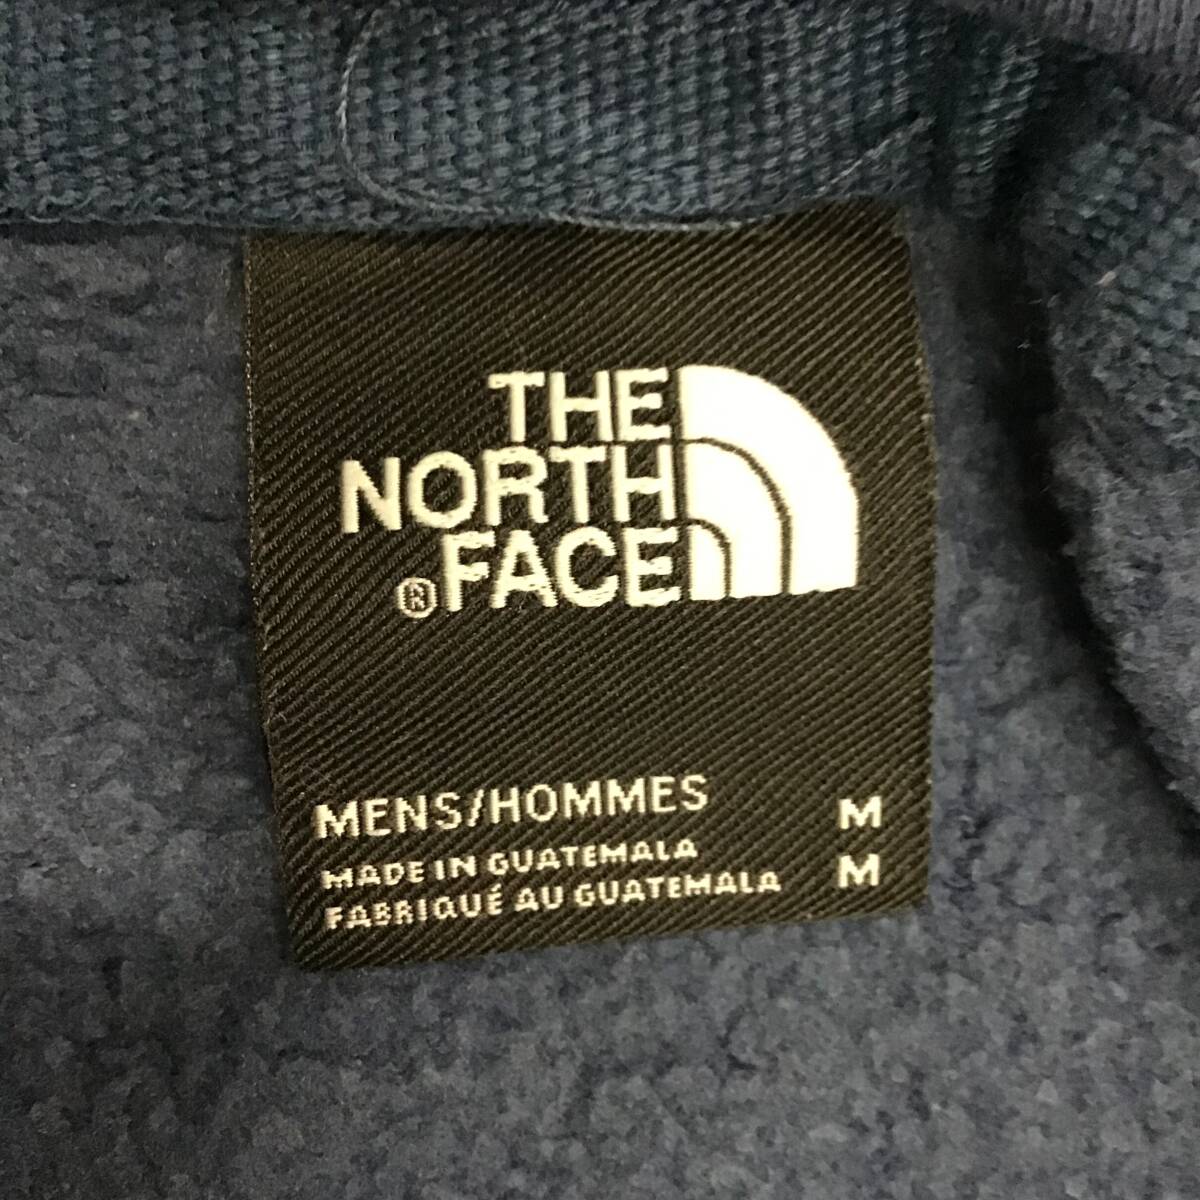 THE
NORTH
®FACE
MENS/HOMMES M
MADE IN GUATEMALA M
FABRIQUÉ AU GUATEMALA